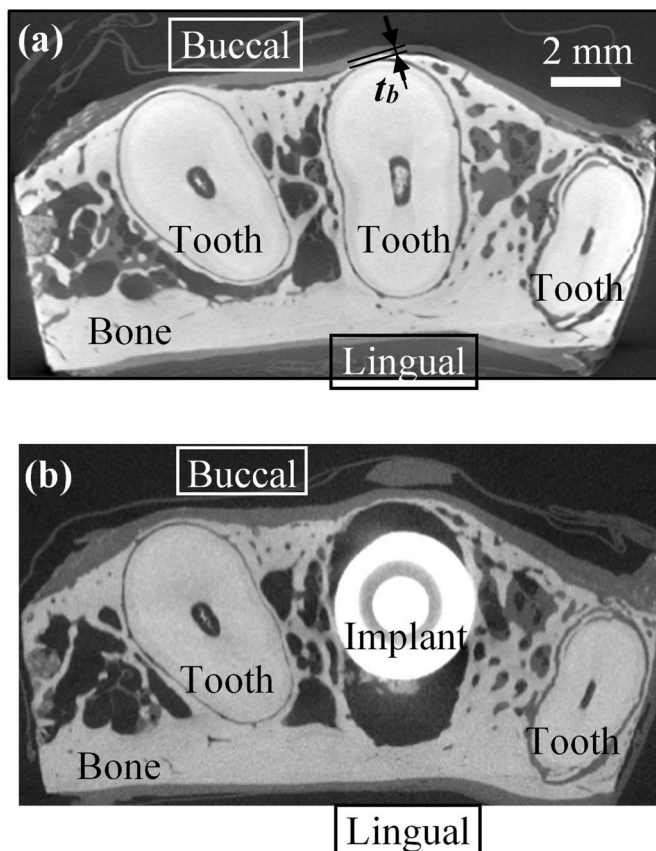 (a)
Buccal
2 mm
t_b
Tooth
Tooth
Tooth
Bone
Lingual
(b)
Buccal
Implant
Tooth
Tooth
Bone
Lingual